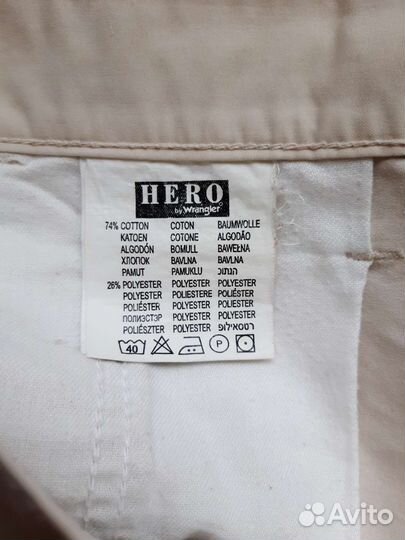 HERO
by Wrangler
74% COTTON COTON BAUMWOLLE
KATOEN COTONE ALGODÃO
ALGODÓN BOMULL BAWEŁNA
ХЛОПОК BAVLNA BAVLNA
PAMUT PAMUKLU הנתוכ
26% POLYESTER POLYESTER POLYESTER
POLYESTER POLIESTERE POLIÉSTER
POLIÉSTER POLYESTER POLIESTER
ПОЛИЭСТЭР POLYESTER POLYESTER
POLIÉSZTER POLYESTER רטסאילופ
40 P
Avito